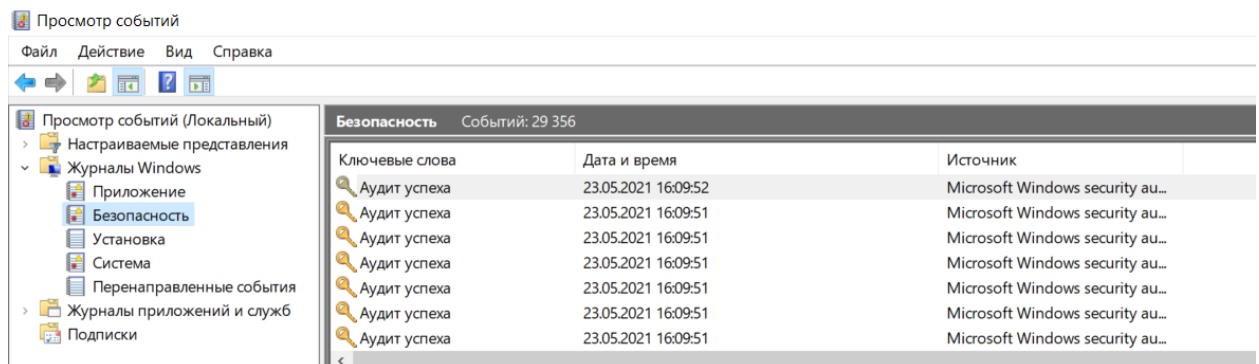 Просмотр событий
Файл Действие Вид Справка
Просмотр событий (Локальный)
Настраиваемые представления
Журналы Windows
Приложение
Безопасность
Установка
Система
Перенаправленные события
Журналы приложений и служб
Подписки
Безопасность Событий: 29 356
Ключевые слова Дата и время Источник
Аудит успеха 23.05.2021 16:09:52 Microsoft Windows security au...
Аудит успеха 23.05.2021 16:09:51 Microsoft Windows security au...
Аудит успеха 23.05.2021 16:09:51 Microsoft Windows security au...
Аудит успеха 23.05.2021 16:09:51 Microsoft Windows security au...
Аудит успеха 23.05.2021 16:09:51 Microsoft Windows security au...
Аудит успеха 23.05.2021 16:09:51 Microsoft Windows security au...
Аудит успеха 23.05.2021 16:09:51 Microsoft Windows security au...